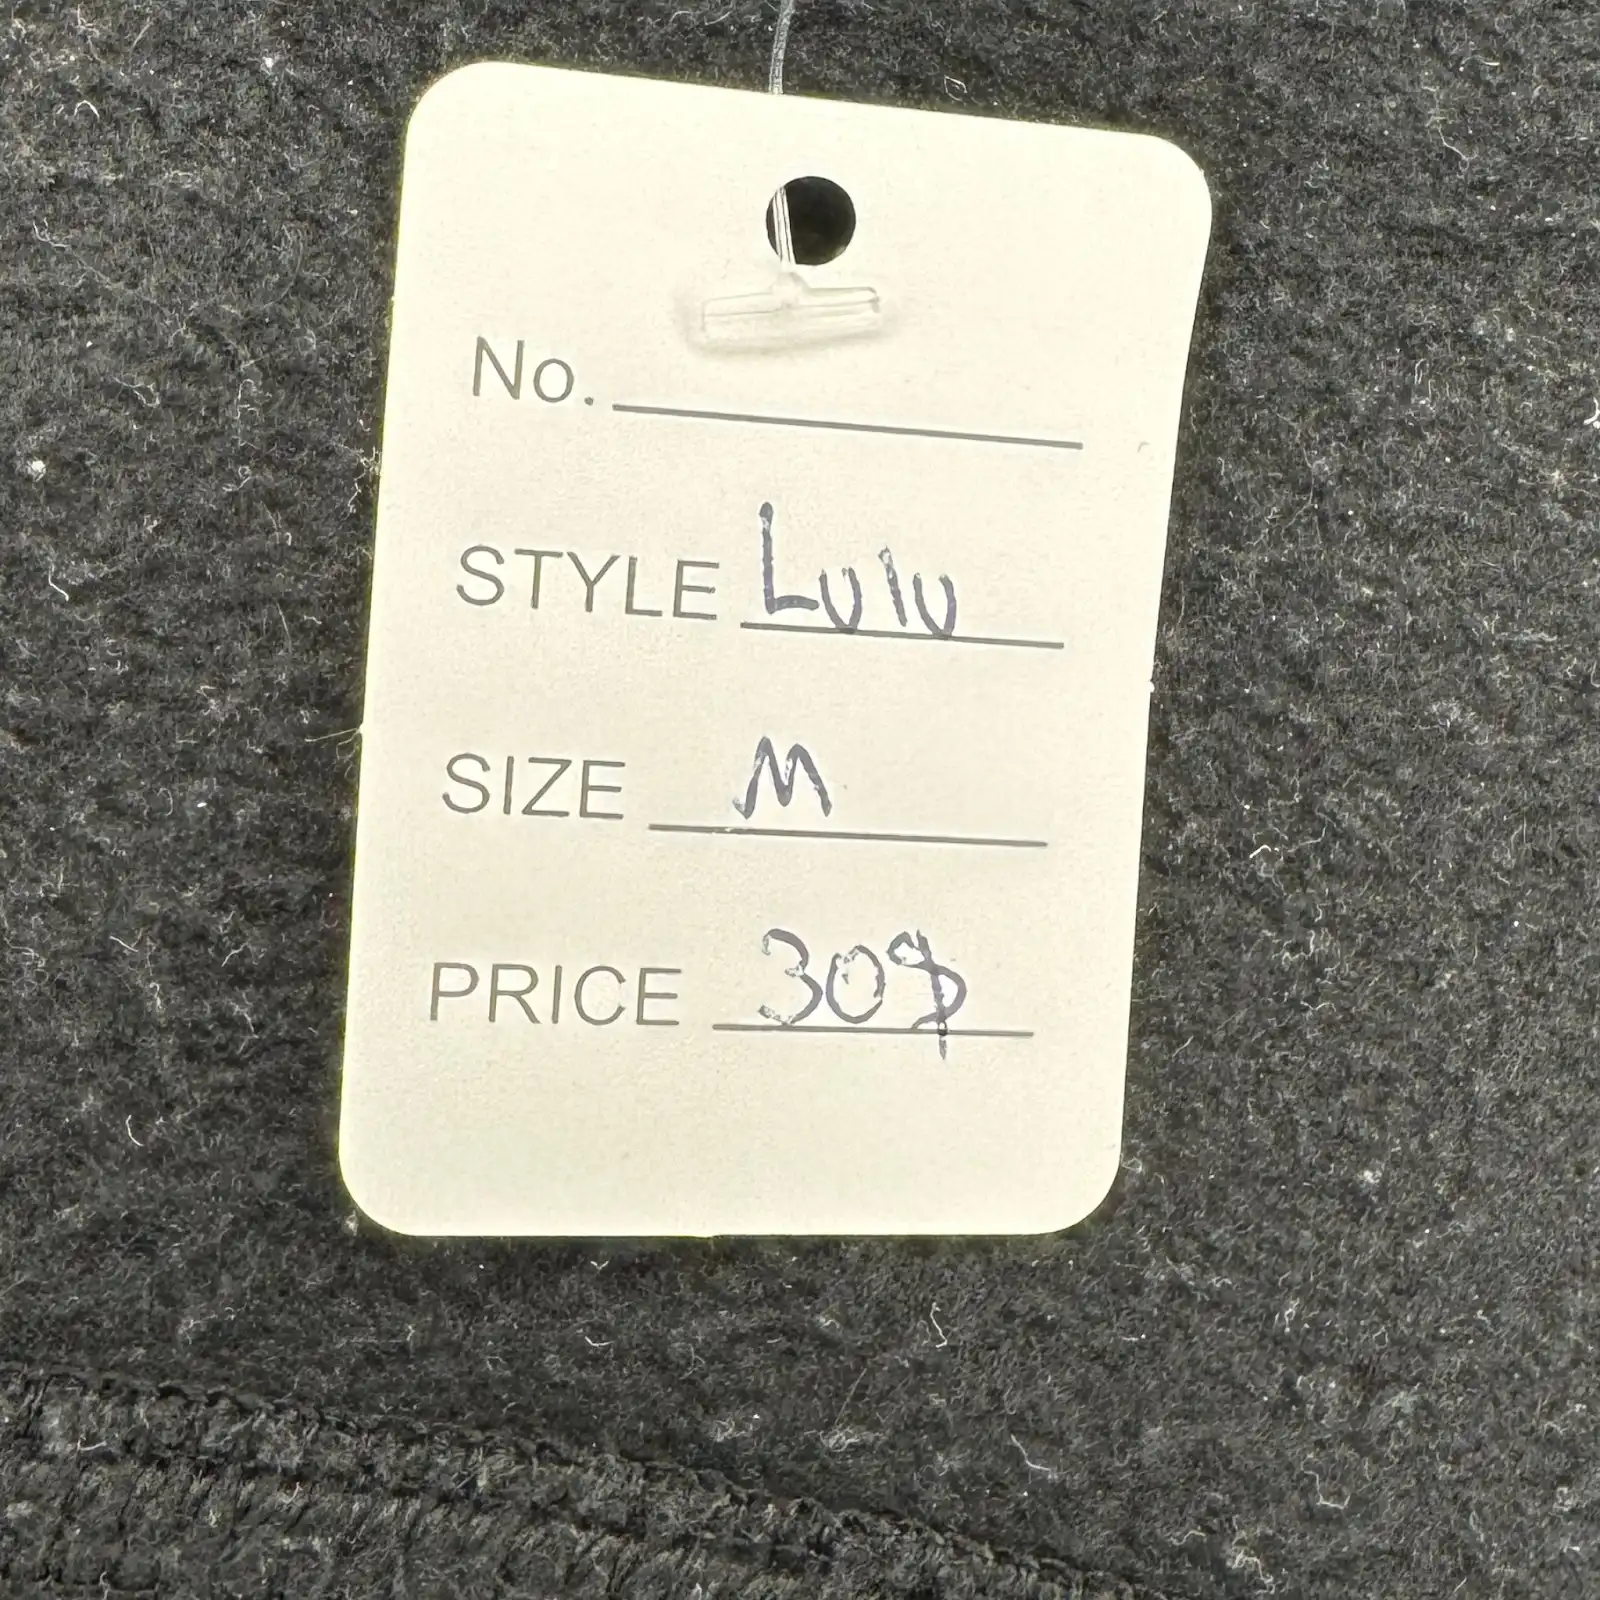 No.
STYLE Lulu
SIZE M
PRICE 30$